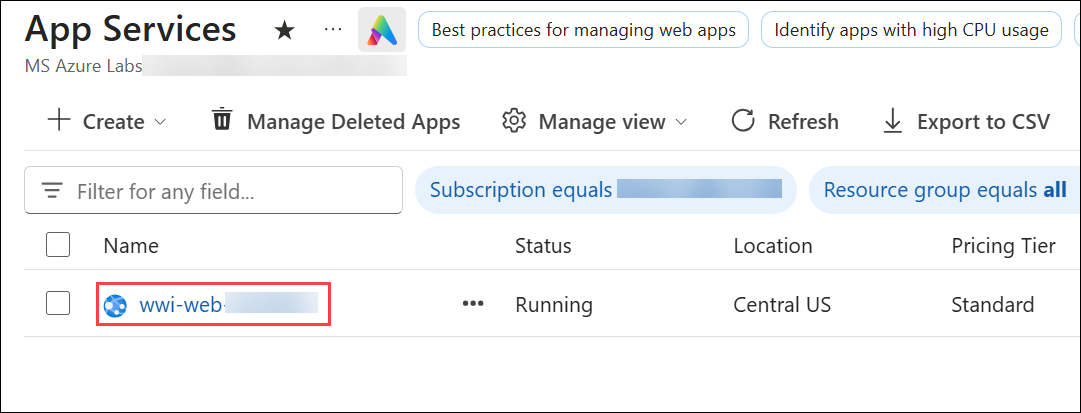 App Services ★ ...
Best practices for managing web apps
Identify apps with high CPU usage
MS Azure Labs
Create
Manage Deleted Apps
Manage view
Refresh
Export to CSV
Filter for any field...
Subscription equals
Resource group equals all
Name Status Location Pricing Tier
wwi-web- ••• Running Central US Standard